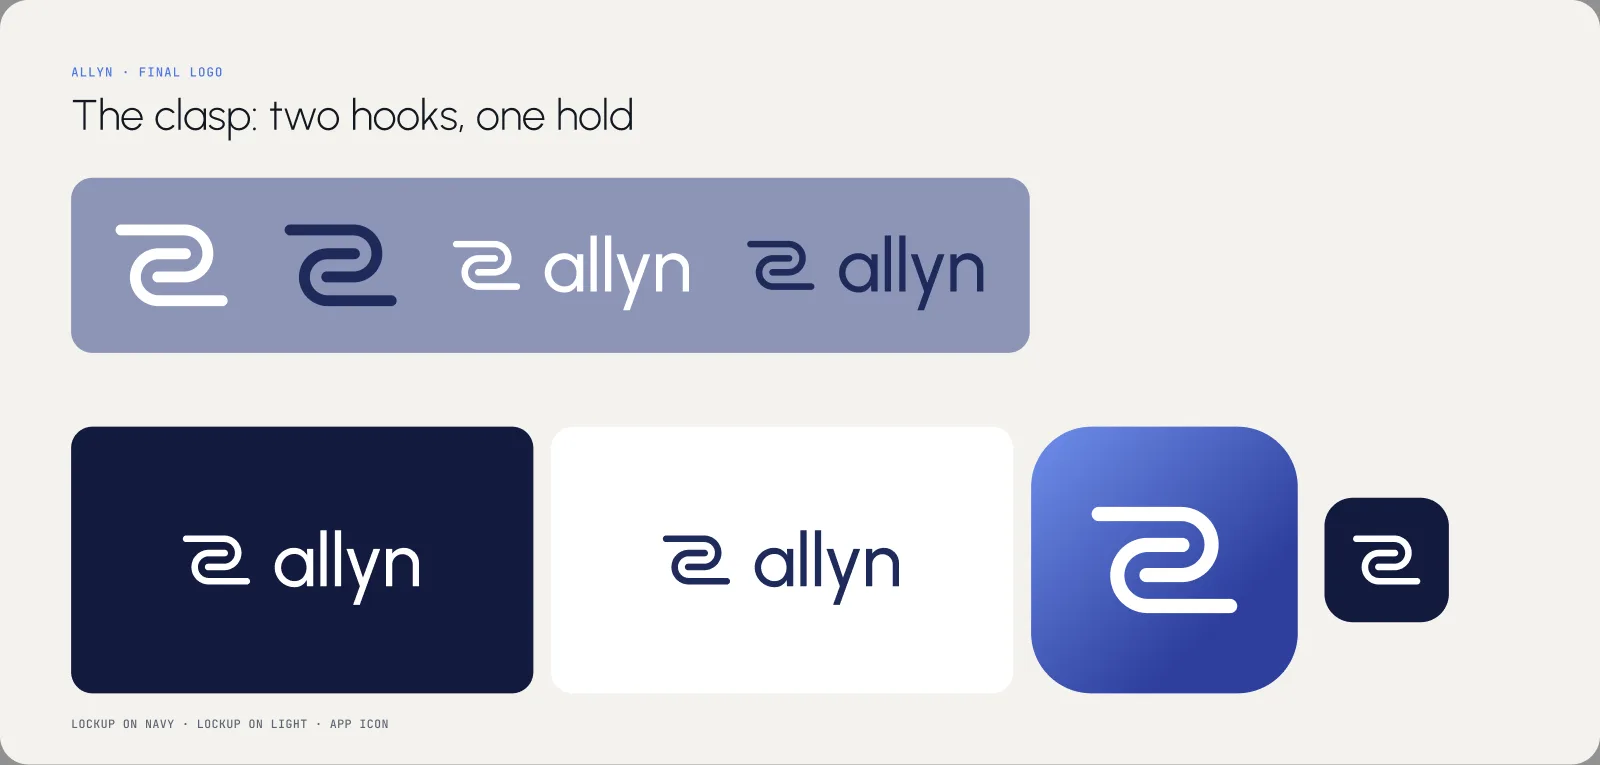 ALLYN · FINAL LOGO
The clasp: two hooks, one hold
allyn
allyn
allyn
allyn
LOCKUP ON NAVY · LOCKUP ON LIGHT · APP ICON